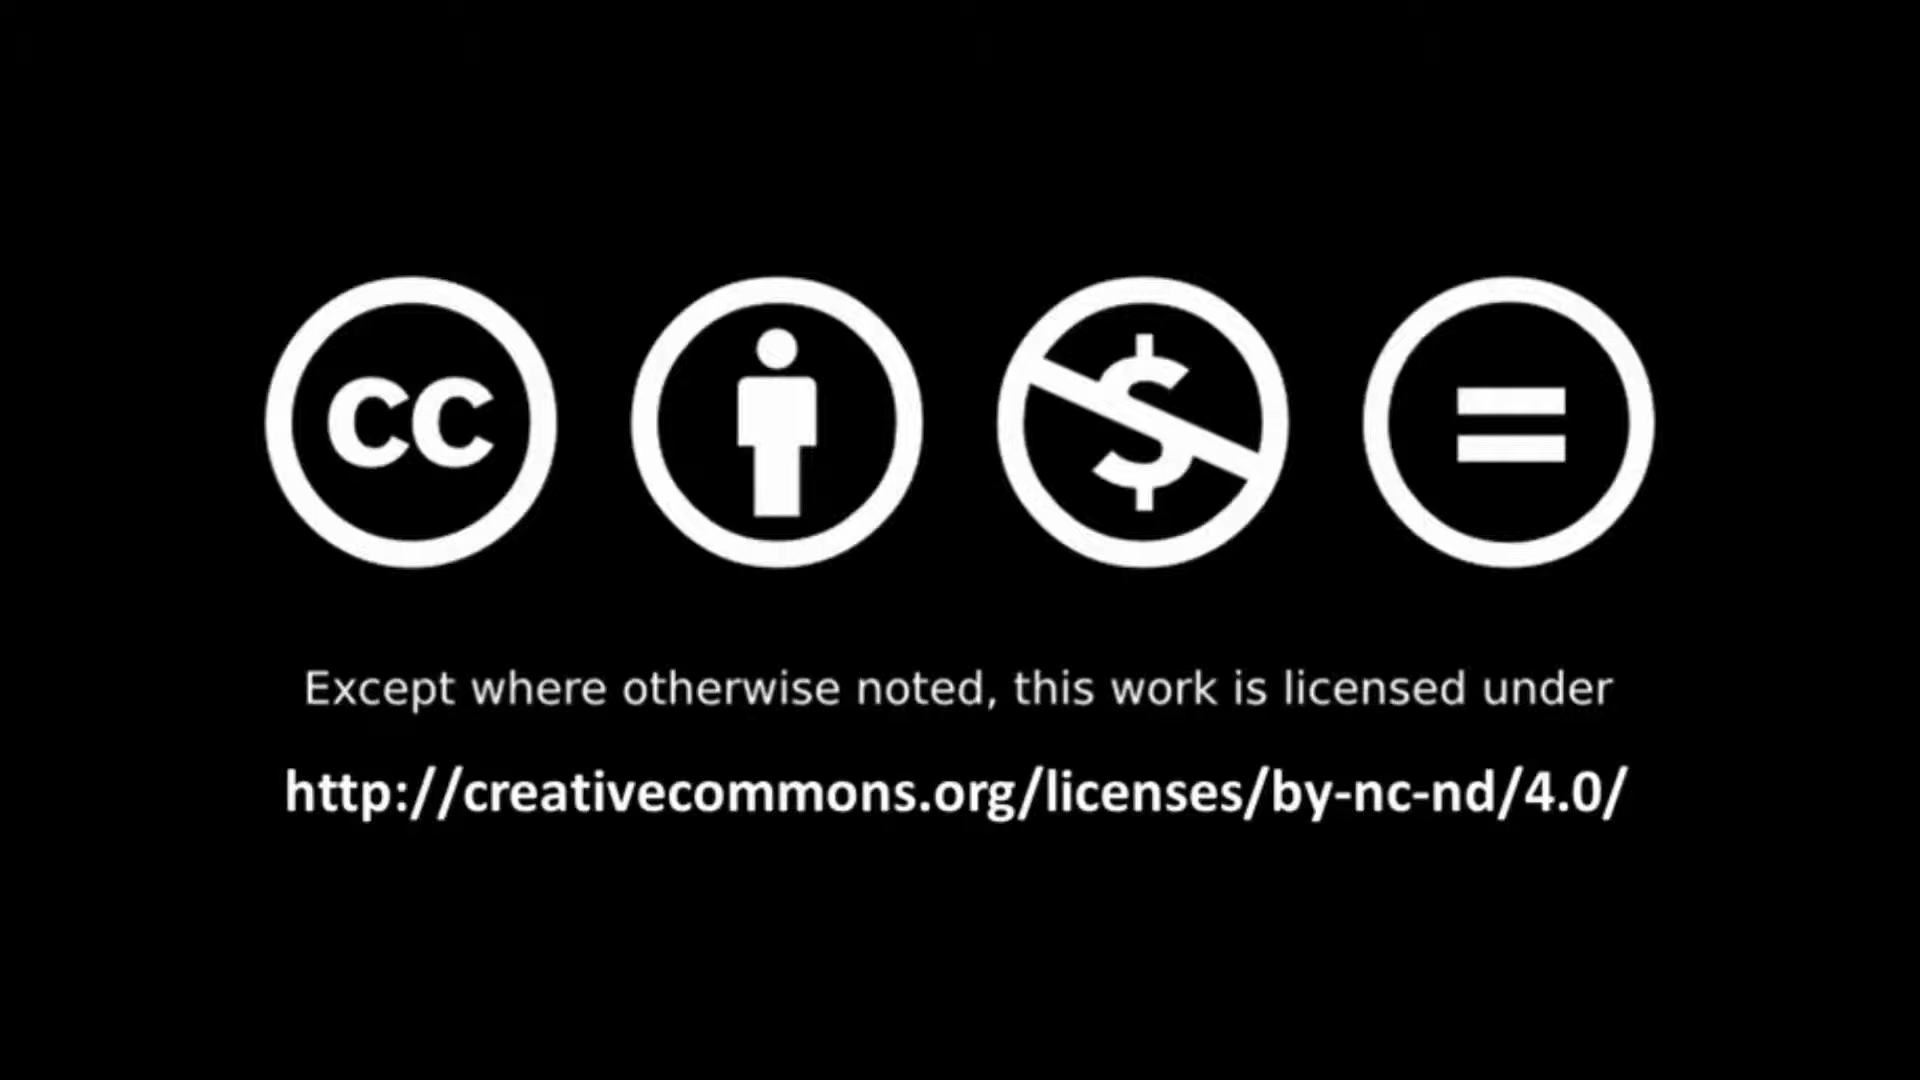 cc
$
=
Except where otherwise noted, this work is licensed under
http://creativecommons.org/licenses/by-nc-nd/4.0/